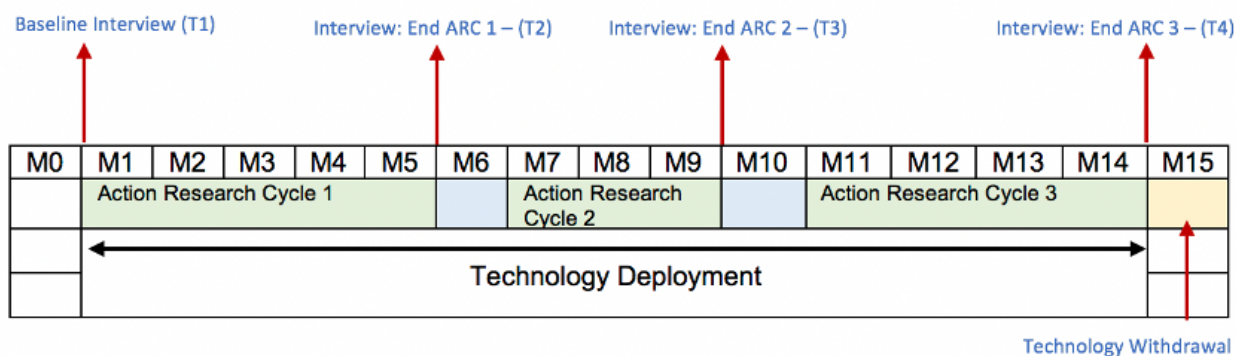 Baseline Interview (T1)
Interview: End ARC 1 – (T2)
Interview: End ARC 2 – (T3)
Interview: End ARC 3 – (T4)
M0 M1 M2 M3 M4 M5 M6 M7 M8 M9 M10 M11 M12 M13 M14 M15
Action Research Cycle 1
Action Research
Cycle 2
Action Research Cycle 3
Technology Deployment
Technology Withdrawal